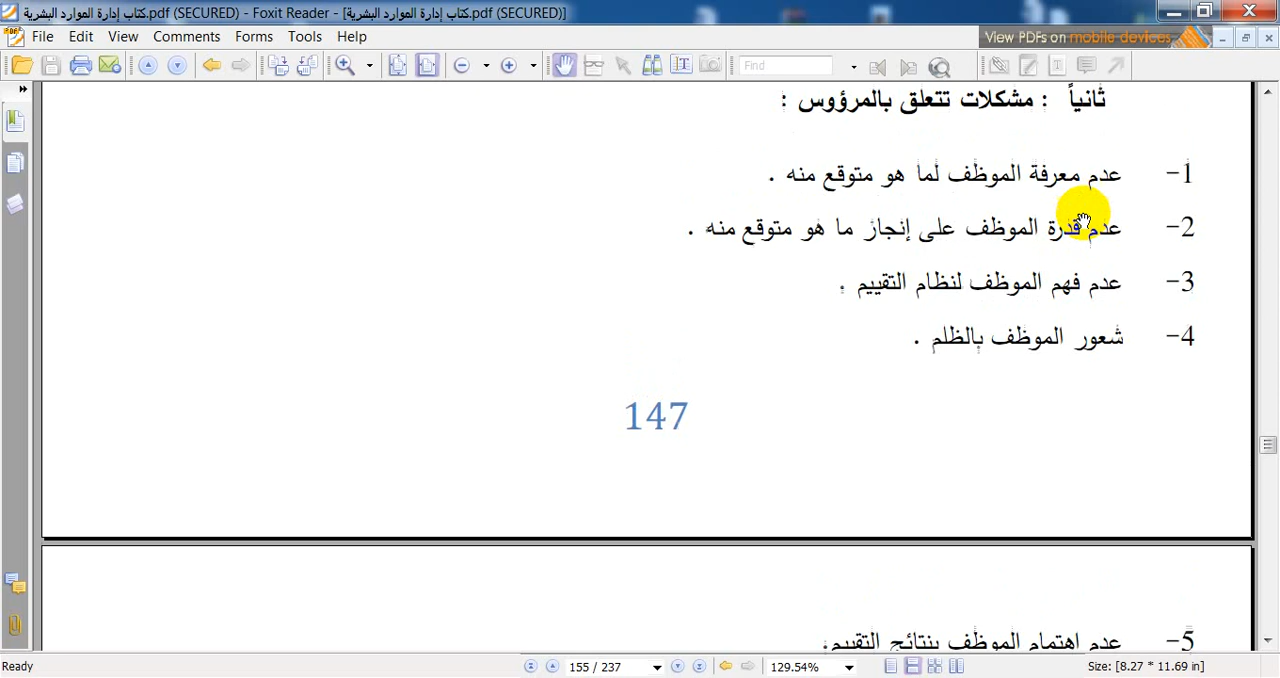 كتاب إدارة الموارد البشرية.pdf (SECURED) - Foxit Reader - [كتاب إدارة الموارد البشرية.pdf (SECURED)]
File Edit View Comments Forms Tools Help
View PDFs on mobile devices
Find
ثانياً : مشكلات تتعلق بالمرؤوس :
1- عدم معرفة الموظف لما هو متوقع منه .
2- عدم قدرة الموظف على إنجاز ما هو متوقع منه .
3- عدم فهم الموظف لنظام التقييم .
4- شعور الموظف بالظلم .
147
5- عدم اهتمام الموظف بنتائج التقييم.
Ready 155 / 237 129.54% Size: [8.27 * 11.69 in]